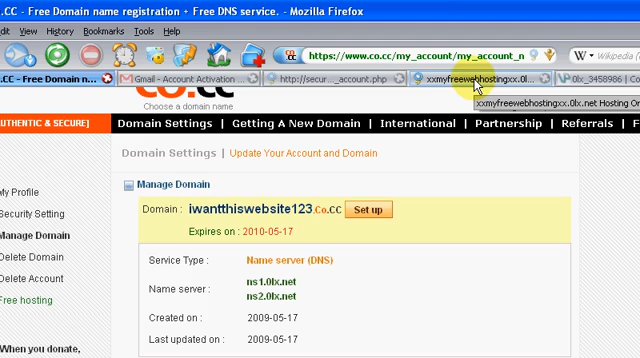 o.CC - Free Domain name registration + Free DNS service. - Mozilla Firefox
View History Bookmarks Tools Help
https://www.co.cc/my_account/my_account_n
Wikipedia
.CC - Free Domain n...
Gmail - Account Activation ...
http://secur..._account.php
xxmyfreewebhostingxx.0l...
0lx_3458986 | Co
xxmyfreewebhostingxx.0lx.net Hosting Or
co.cc
Choose a domain name
AUTHENTIC & SECURE]
Domain Settings | Getting A New Domain | International | Partnership | Referrals | F
Domain Settings | Update Your Account and Domain
My Profile
Security Setting
Manage Domain
Delete Domain
Delete Account
Free hosting
When you donate,
Manage Domain
Domain : iwantthiswebsite123.Co.CC Set up
Expires on : 2010-05-17
Service Type : Name server (DNS)
Name server : ns1.0lx.net
ns2.0lx.net
Created on : 2009-05-17
Last updated on : 2009-05-17